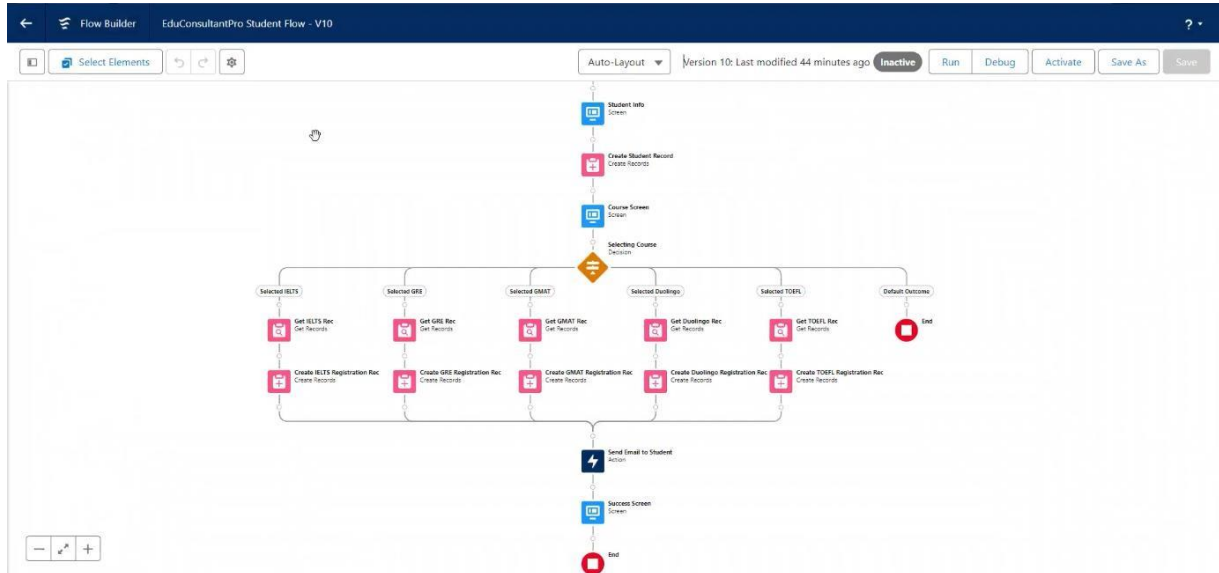 Flow Builder
EduConsultantPro Student Flow - V10
?
Select Elements
Auto-Layout
Version 10: Last modified 44 minutes ago
Inactive
Run
Debug
Activate
Save As
Save
Student Info
Screen
Create Student Record
Create Records
Course Screen
Screen
Selecting Course
Decision
Selected IELTS
Selected GRE
Selected GMAT
Selected Duolingo
Selected TOEFL
Default Outcome
Get IELTS Rec
Get Records
Get GRE Rec
Get Records
Get GMAT Rec
Get Records
Get Duolingo Rec
Get Records
Get TOEFL Rec
Get Records
End
Create IELTS Registration Rec
Create Records
Create GRE Registration Rec
Create Records
Create GMAT Registration Rec
Create Records
Create Duolingo Registration Rec
Create Records
Create TOEFL Registration Rec
Create Records
Send Email to Student
Action
Success Screen
Screen
End